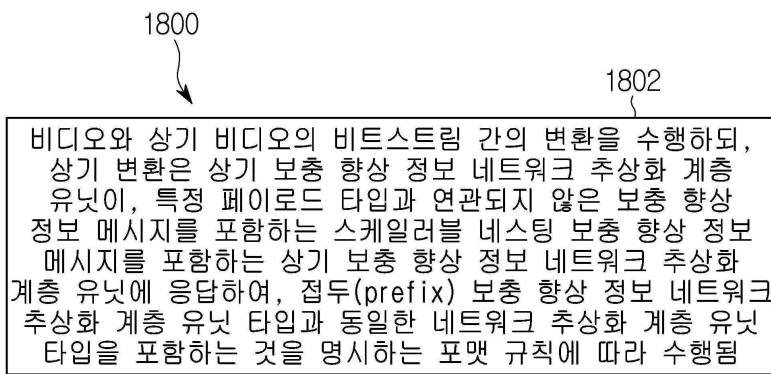 1800
1802
비디오와 상기 비디오의 비트스트림 간의 변환을 수행하되,
상기 변환은 상기 보충 향상 정보 네트워크 추상화 계층
유닛이, 특정 페이로드 타입과 연관되지 않은 보충 향상
정보 메시지를 포함하는 스케일러블 네스팅 보충 향상 정보
메시지를 포함하는 상기 보충 향상 정보 네트워크 추상화
계층 유닛에 응답하여, 접두(prefix) 보충 향상 정보 네트워크
추상화 계층 유닛 타입과 동일한 네트워크 추상화 계층 유닛
타입을 포함하는 것을 명시하는 포맷 규칙에 따라 수행됨